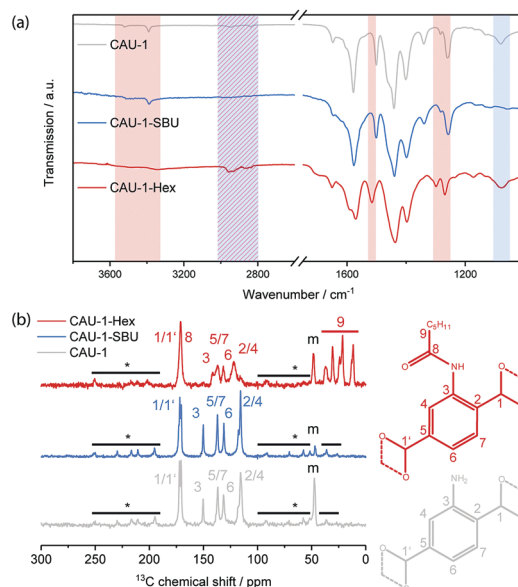 (a)
CAU-1
CAU-1-SBU
CAU-1-Hex
Transmission / a.u.
3600 3200 2800 1600 1200
Wavenumber / cm⁻¹
(b)
CAU-1-Hex
CAU-1-SBU
CAU-1
1/1' 8 3 5/7 6 2/4 * m 9
* 1/1' 3 5/7 6 2/4 * m *
* 1/1' 3 5/7 6 2/4 * m *
300 250 200 150 100 50 0
¹³C chemical shift / ppm
C₅H₁₁
9
O 8
NH O
3 1
4 2
O 1' 5 7
O 6
NH₂ O
3 1
4 2
O 1' 5 7
O 6